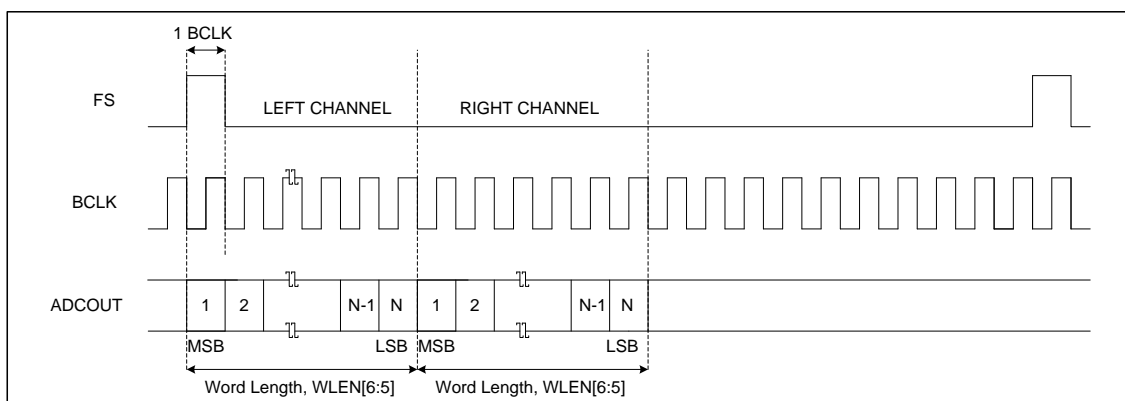 1 BCLK
FS
LEFT CHANNEL
RIGHT CHANNEL
BCLK
ADCOUT
1
2
N-1
N
1
2
N-1
N
MSB
LSB
MSB
LSB
Word Length, WLEN[6:5]
Word Length, WLEN[6:5]